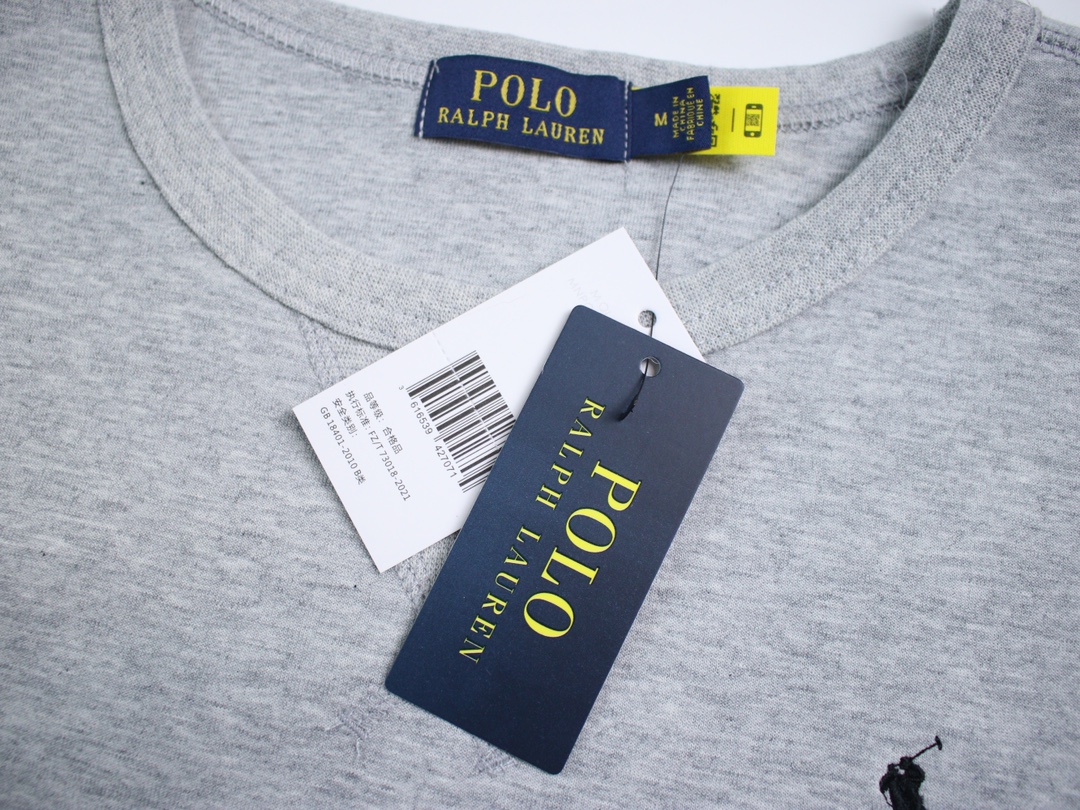 POLO
RALPH LAUREN
M
MADE IN
CHINA
FABRIQUÉ EN
CHINE
3 616539 427071
品等级：合格品
执行标准：FZ/T 73018-2021
安全类别：
GB 18401-2010 B类
POLO
RALPH LAUREN